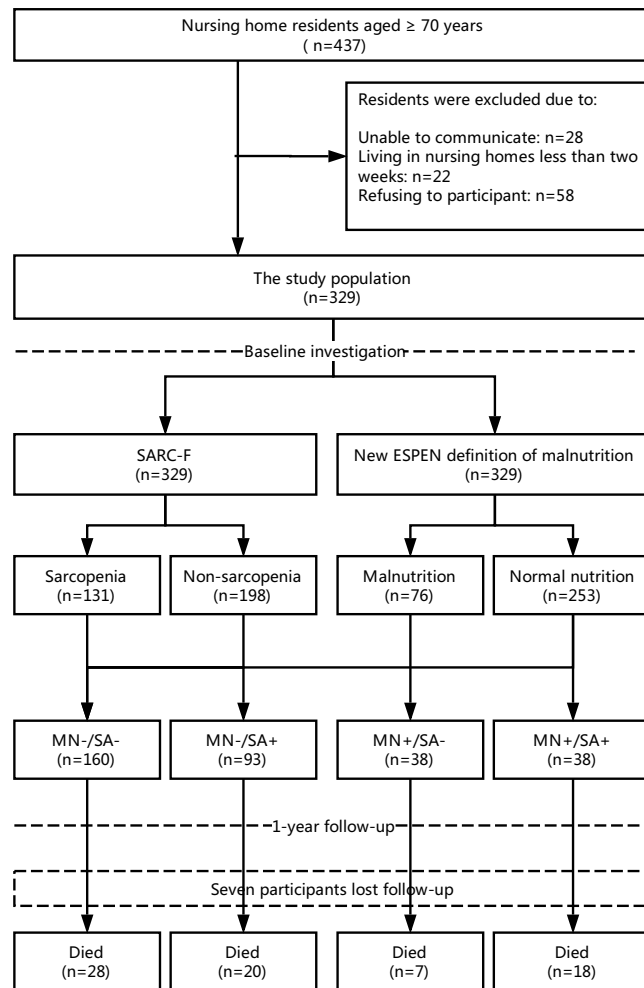 Nursing home residents aged ≥ 70 years
( n=437)
Residents were excluded due to:
Unable to communicate: n=28
Living in nursing homes less than two
weeks: n=22
Refusing to participant: n=58
The study population
(n=329)
Baseline investigation
SARC-F
(n=329)
New ESPEN definition of malnutrition
(n=329)
Sarcopenia
(n=131)
Non-sarcopenia
(n=198)
Malnutrition
(n=76)
Normal nutrition
(n=253)
MN-/SA-
(n=160)
MN-/SA+
(n=93)
MN+/SA-
(n=38)
MN+/SA+
(n=38)
1-year follow-up
Seven participants lost follow-up
Died
(n=28)
Died
(n=20)
Died
(n=7)
Died
(n=18)